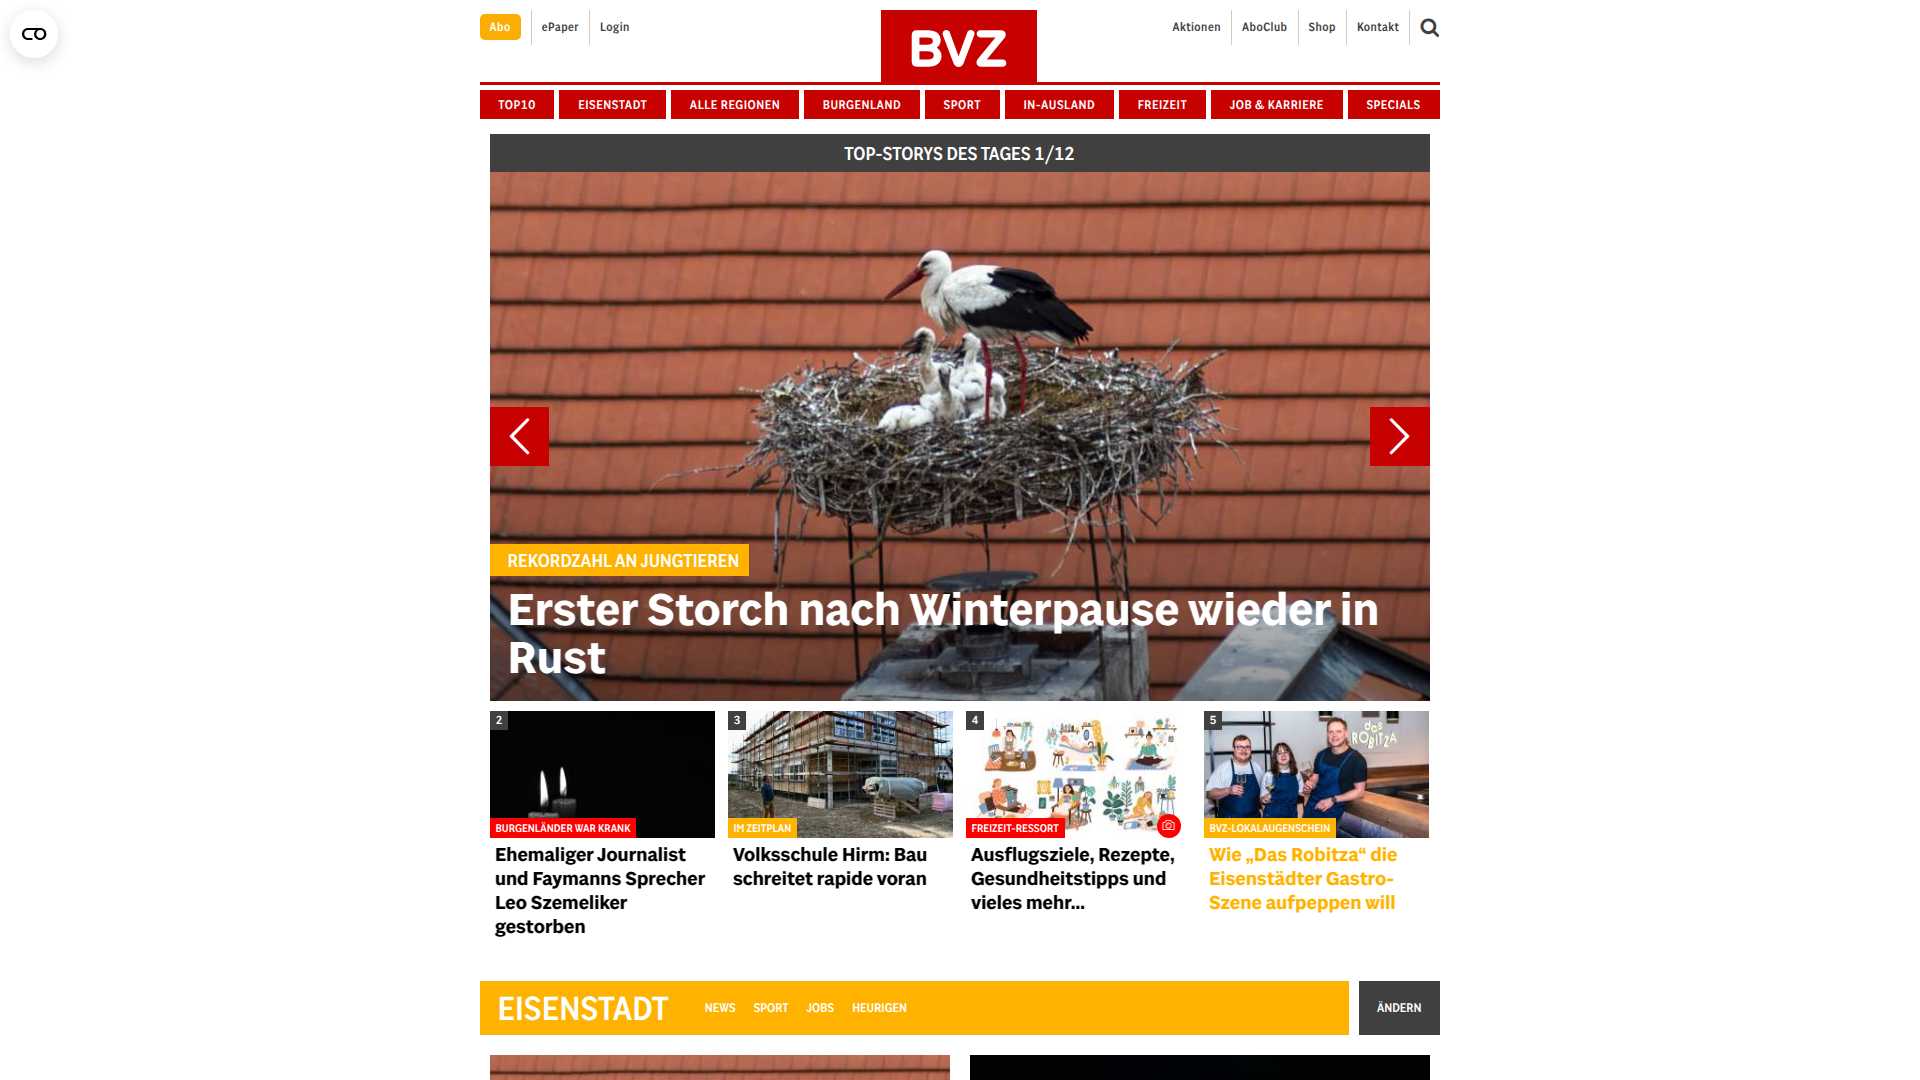 Abo
ePaper
Login
BVZ
Aktionen
AboClub
Shop
Kontakt
TOP10
EISENSTADT
ALLE REGIONEN
BURGENLAND
SPORT
IN-AUSLAND
FREIZEIT
JOB & KARRIERE
SPECIALS
TOP-STORYS DES TAGES 1/12
REKORDZAHL AN JUNGTIEREN
Erster Storch nach Winterpause wieder in
Rust
2
BURGENLÄNDER WAR KRANK
Ehemaliger Journalist
und Faymanns Sprecher
Leo Szemeliker
gestorben
3
IM ZEITPLAN
Volksschule Hirm: Bau
schreitet rapide voran
4
FREIZEIT-RESSORT
Ausflugsziele, Rezepte,
Gesundheitstipps und
vieles mehr...
5
das
ROBITZA
BVZ-LOKALAUGENSCHEIN
Wie „Das Robitza“ die
Eisenstädter Gastro-
Szene aufpeppen will
EISENSTADT
NEWS
SPORT
JOBS
HEURIGEN
ÄNDERN